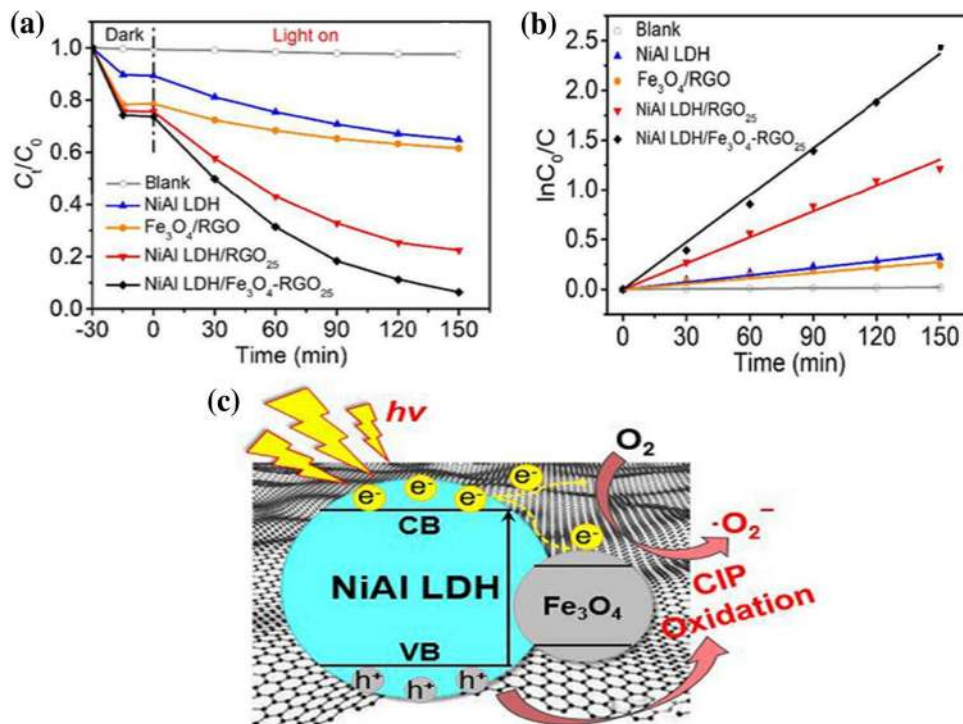 (a)
Dark
Light on
1.0
0.8
0.6
0.4
0.2
0.0
Cₜ/C₀
Blank
NiAl LDH
Fe₃O₄/RGO
NiAl LDH/RGO₂₅
NiAl LDH/Fe₃O₄-RGO₂₅
-30 0 30 60 90 120 150
Time (min)
(b)
2.5
2.0
1.5
1.0
0.5
0.0
lnC₀/C
Blank
NiAl LDH
Fe₃O₄/RGO
NiAl LDH/RGO₂₅
NiAl LDH/Fe₃O₄-RGO₂₅
0 30 60 90 120 150
Time (min)
(c)
hv
O₂
e⁻ e⁻ e⁻ e⁻
CB
e⁻
·O₂⁻
NiAl LDH
Fe₃O₄
CIP
Oxidation
VB
h⁺ h⁺ h⁺